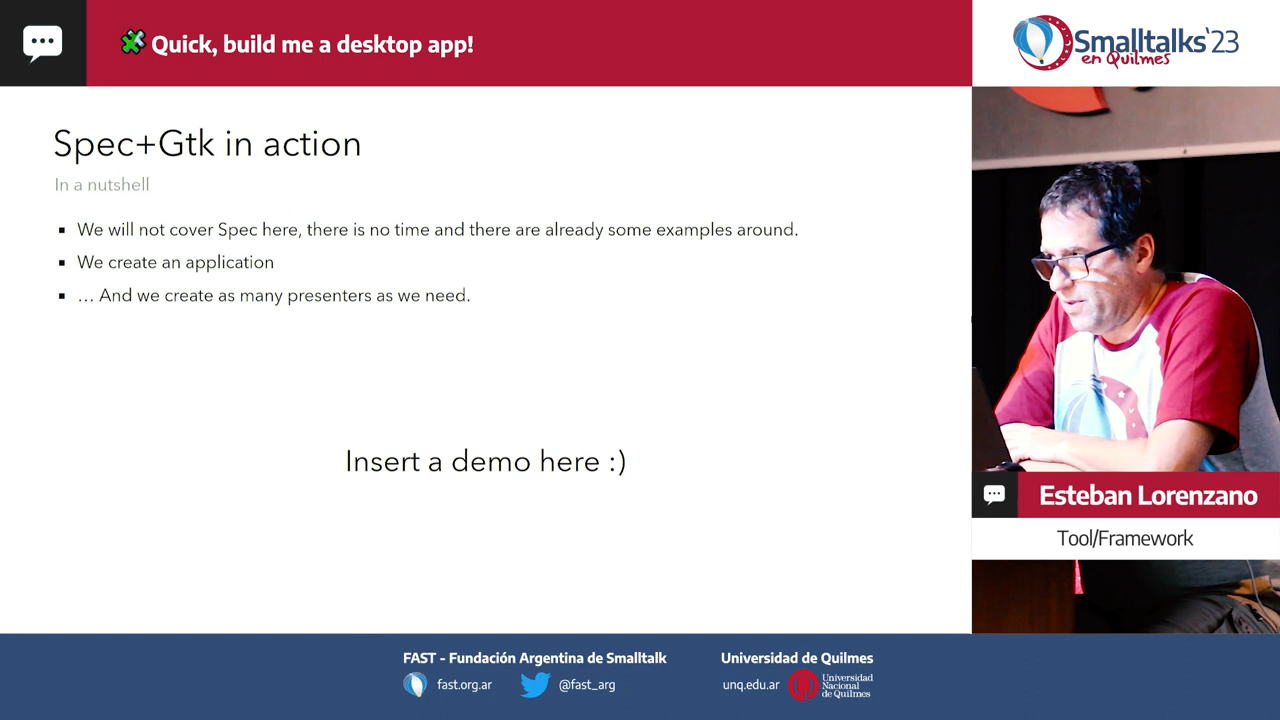 Quick, build me a desktop app!
Smalltalks'23
en Quilmes
Spec+Gtk in action
In a nutshell
▪ We will not cover Spec here, there is no time and there are already some examples around.
▪ We create an application
▪ … And we create as many presenters as we need.
Insert a demo here :)
Esteban Lorenzano
Tool/Framework
FAST - Fundación Argentina de Smalltalk
fast.org.ar
@fast_arg
Universidad de Quilmes
unq.edu.ar
Universidad
Nacional
de Quilmes